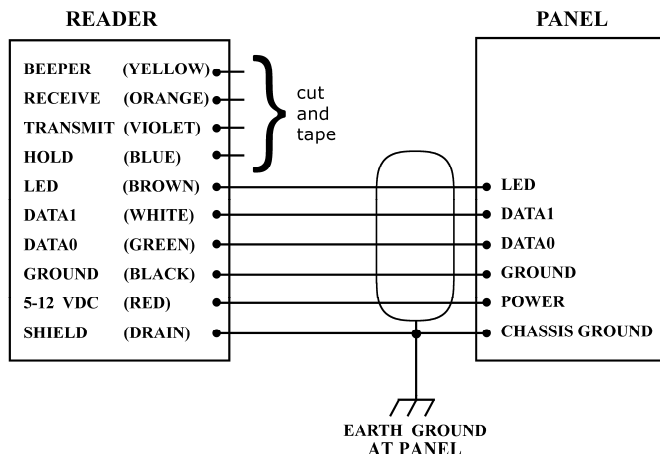 READER
PANEL
BEEPER (YELLOW)
RECEIVE (ORANGE)
TRANSMIT (VIOLET)
HOLD (BLUE)
LED (BROWN)
DATA1 (WHITE)
DATA0 (GREEN)
GROUND (BLACK)
5-12 VDC (RED)
SHIELD (DRAIN)
cut
and
tape
LED
DATA1
DATA0
GROUND
POWER
CHASSIS GROUND
EARTH GROUND
AT PANEL